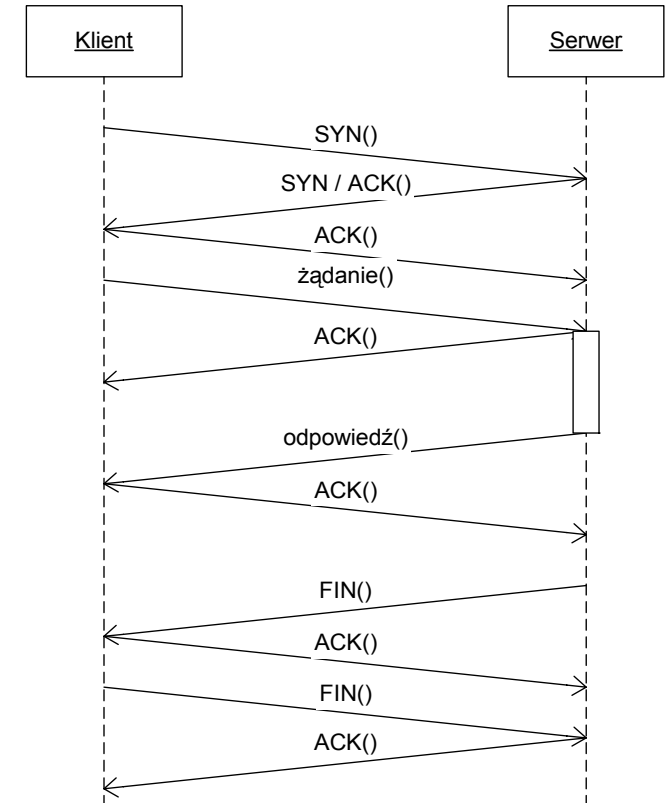 Klient
Serwer
SYN()
SYN / ACK()
ACK()
żądanie()
ACK()
odpowiedź()
ACK()
FIN()
ACK()
FIN()
ACK()